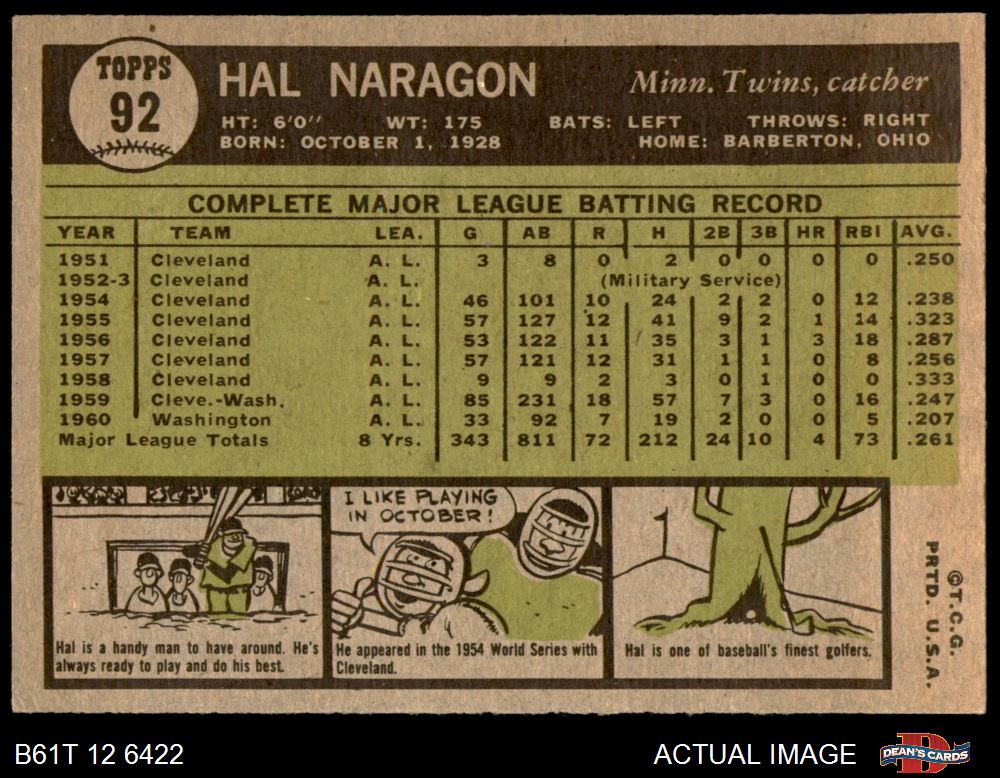 TOPPS
92
HAL NARAGON
Minn. Twins, catcher
HT: 6'0" WT: 175 BATS: LEFT THROWS: RIGHT
BORN: OCTOBER 1, 1928 HOME: BARBERTON, OHIO
COMPLETE MAJOR LEAGUE BATTING RECORD
YEAR TEAM LEA. G AB R H 2B 3B HR RBI AVG.
1951 Cleveland A. L. 3 8 0 2 0 0 0 0 .250
1952-3 Cleveland A. L. (Military Service)
1954 Cleveland A. L. 46 101 10 24 2 2 0 12 .238
1955 Cleveland A. L. 57 127 12 41 9 2 1 14 .323
1956 Cleveland A. L. 53 122 11 35 3 1 3 18 .287
1957 Cleveland A. L. 57 121 12 31 1 1 0 8 .256
1958 Cleveland A. L. 9 9 2 3 0 1 0 0 .333
1959 Cleve.-Wash. A. L. 85 231 18 57 7 3 0 16 .247
1960 Washington A. L. 33 92 7 19 2 0 0 5 .207
Major League Totals 8 Yrs. 343 811 72 212 24 10 4 73 .261
Hal is a handy man to have around. He's
always ready to play and do his best.
I LIKE PLAYING
IN OCTOBER!
He appeared in the 1954 World Series with
Cleveland.
Hal is one of baseball's finest golfers.
©T.C.G.
PRTD. U.S.A.
B61T 12 6422
ACTUAL IMAGE
DEAN'S CARDS